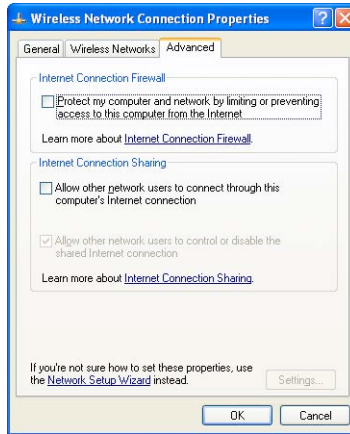 Wireless Network Connection Properties
General
Wireless Networks
Advanced
Internet Connection Firewall
Protect my computer and network by limiting or preventing
access to this computer from the Internet
Learn more about Internet Connection Firewall.
Internet Connection Sharing
Allow other network users to connect through this
computer's Internet connection
Allow other network users to control or disable the
shared Internet connection
Learn more about Internet Connection Sharing.
If you're not sure how to set these properties, use
the Network Setup Wizard instead.
Settings...
OK
Cancel